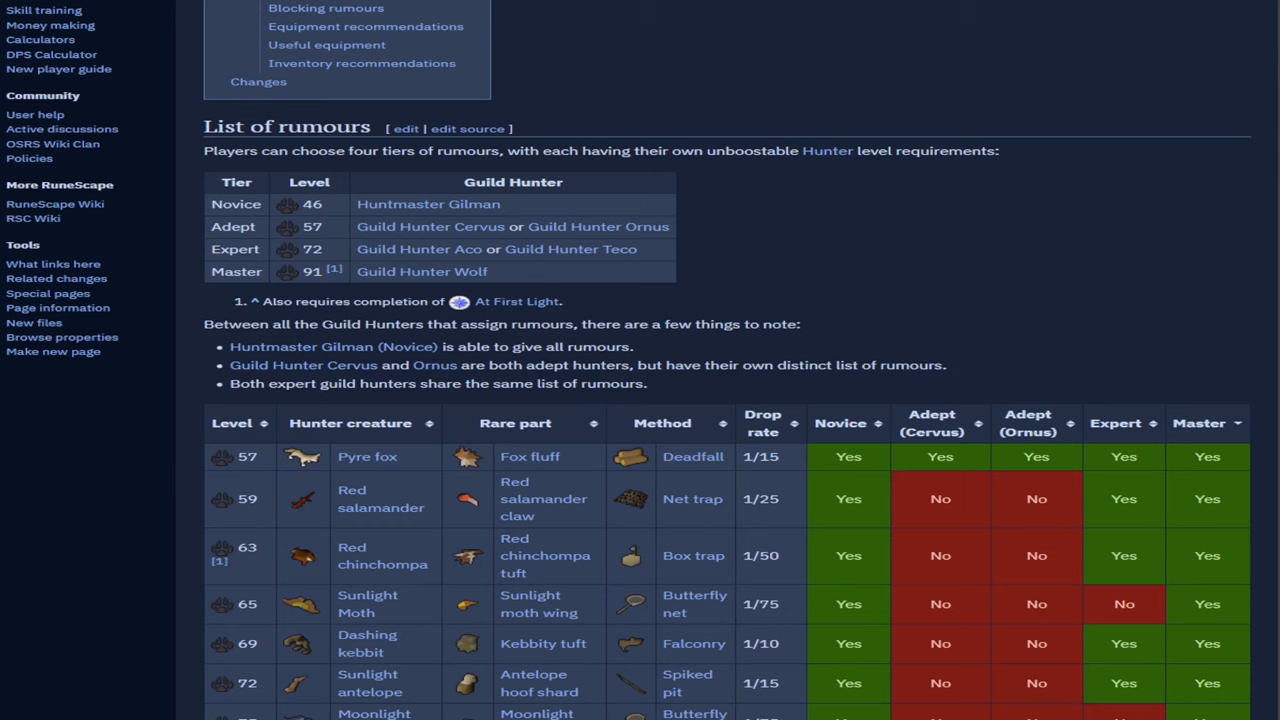 Skill training
Money making
Calculators
DPS Calculator
New player guide
Community
User help
Active discussions
OSRS Wiki Clan
Policies
More RuneScape
RuneScape Wiki
RSC Wiki
Tools
What links here
Related changes
Special pages
Page information
New files
Browse properties
Make new page
Blocking rumours
Equipment recommendations
Useful equipment
Inventory recommendations
Changes
List of rumours [ edit | edit source ]
Players can choose four tiers of rumours, with each having their own unboostable Hunter level requirements:
Tier Level Guild Hunter
Novice 46 Huntmaster Gilman
Adept 57 Guild Hunter Cervus or Guild Hunter Ornus
Expert 72 Guild Hunter Aco or Guild Hunter Teco
Master 91 [1] Guild Hunter Wolf
1. ^ Also requires completion of At First Light.
Between all the Guild Hunters that assign rumours, there are a few things to note:
• Huntmaster Gilman (Novice) is able to give all rumours.
• Guild Hunter Cervus and Ornus are both adept hunters, but have their own distinct list of rumours.
• Both expert guild hunters share the same list of rumours.
Level Hunter creature Rare part Method Drop rate Novice Adept (Cervus) Adept (Ornus) Expert Master
57 Pyre fox Fox fluff Deadfall 1/15 Yes Yes Yes Yes Yes
59 Red salamander Red salamander claw Net trap 1/25 Yes No No Yes Yes
63 [1] Red chinchompa Red chinchompa tuft Box trap 1/50 Yes No No Yes Yes
65 Sunlight Moth Sunlight moth wing Butterfly net 1/75 Yes No No No Yes
69 Dashing kebbit Kebbity tuft Falconry 1/10 Yes No No Yes Yes
72 Sunlight antelope Antelope hoof shard Spiked pit 1/15 Yes No No Yes Yes
Moonlight Moonlight Butterfly